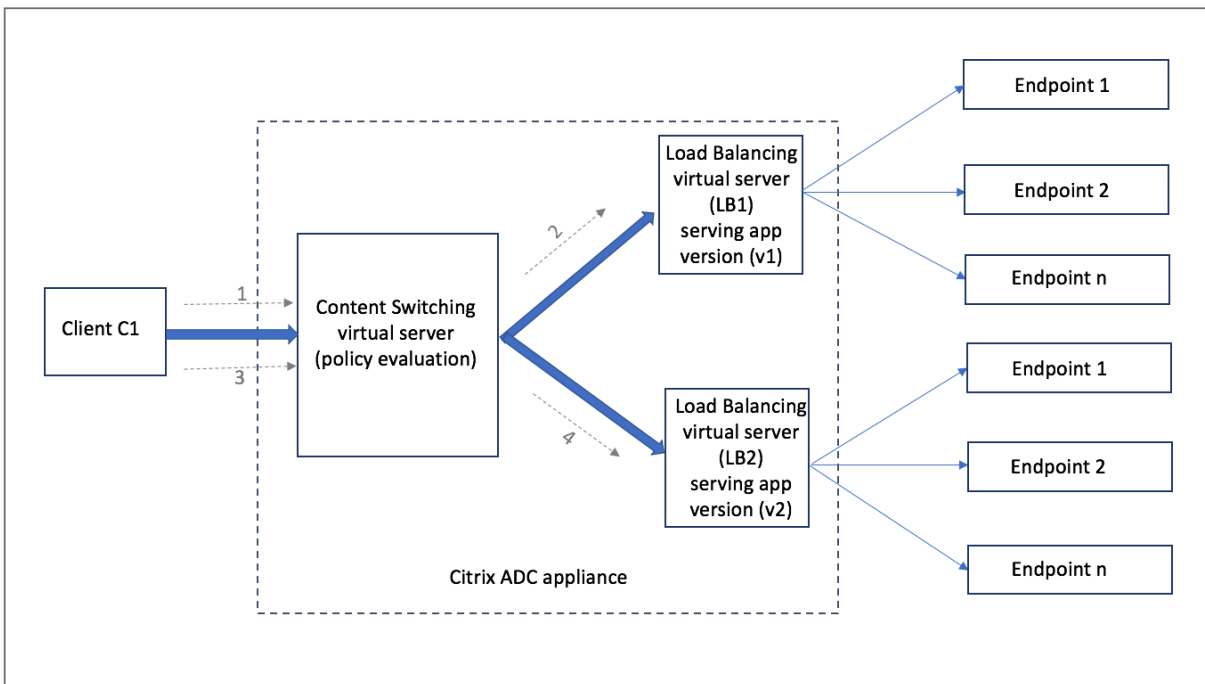 Client C1
1
3
Content Switching
virtual server
(policy evaluation)
2
4
Load Balancing
virtual server
(LB1)
serving app
version (v1)
Load Balancing
virtual server
(LB2)
serving app
version (v2)
Citrix ADC appliance
Endpoint 1
Endpoint 2
Endpoint n
Endpoint 1
Endpoint 2
Endpoint n